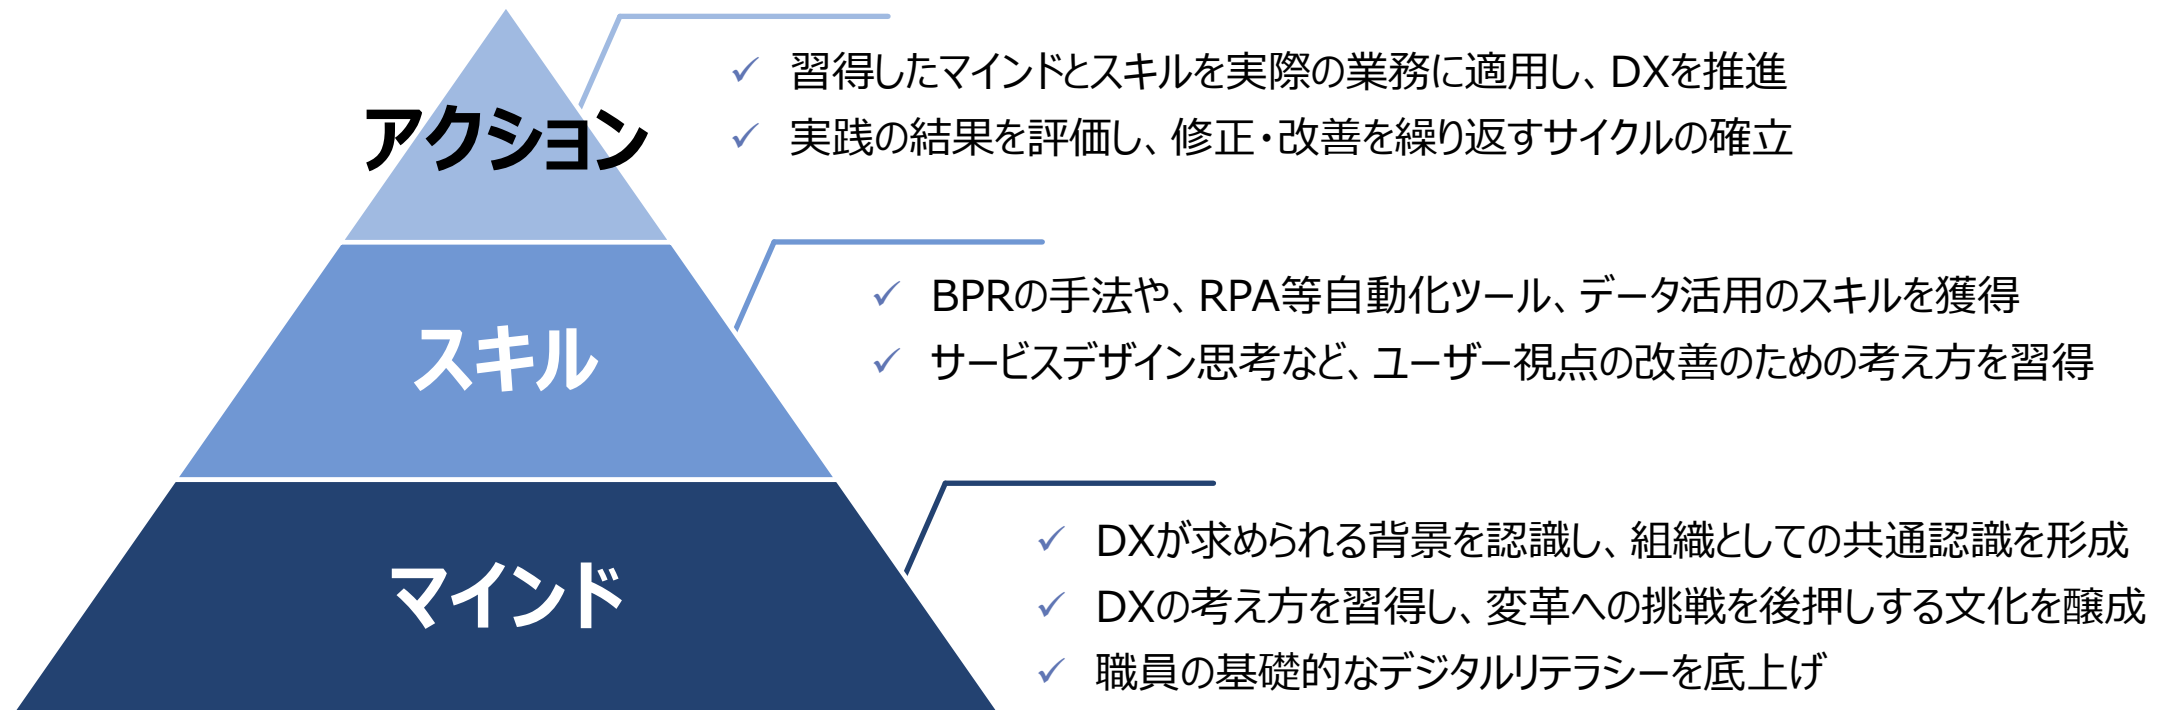 アクション
✓ 習得したマインドとスキルを実際の業務に適用し、DXを推進
✓ 実践の結果を評価し、修正・改善を繰り返すサイクルの確立
スキル
✓ BPRの手法や、RPA等自動化ツール、データ活用のスキルを獲得
✓ サービスデザイン思考など、ユーザー視点の改善のための考え方を習得
マインド
✓ DXが求められる背景を認識し、組織としての共通認識を形成
✓ DXの考え方を習得し、変革への挑戦を後押しする文化を醸成
✓ 職員の基礎的なデジタルリテラシーを底上げ